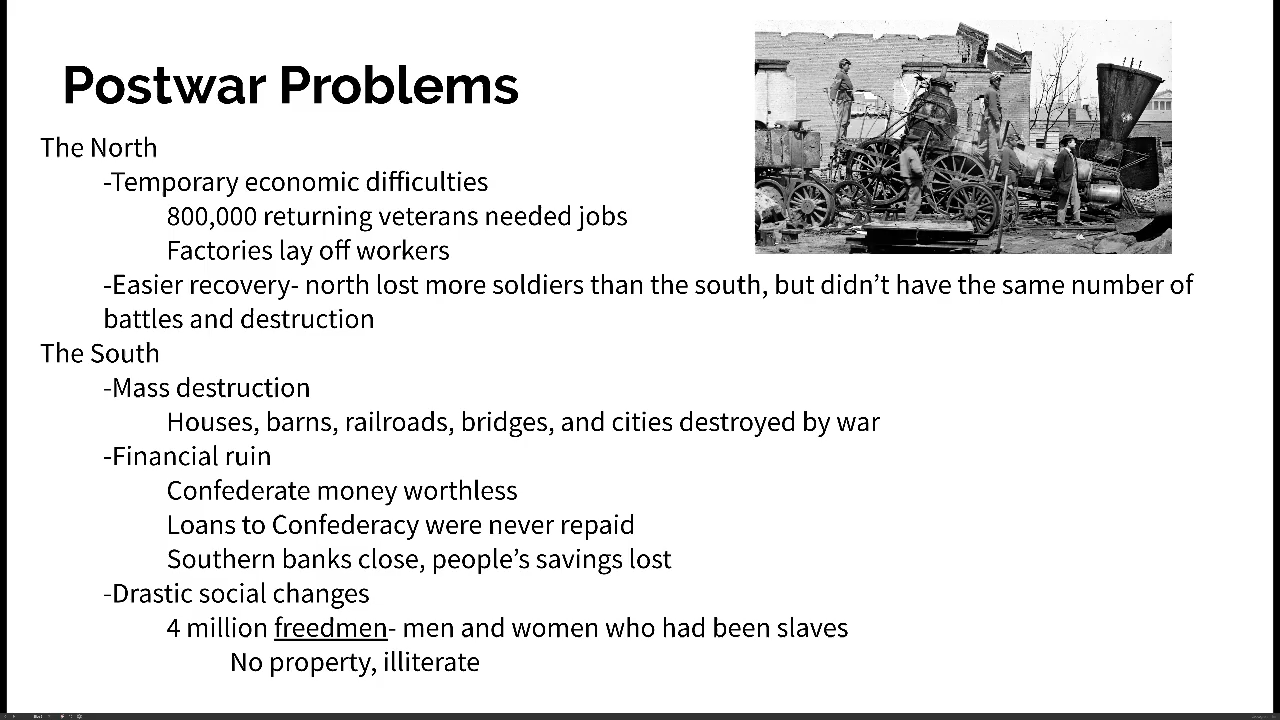 Postwar Problems
The North
-Temporary economic difficulties
800,000 returning veterans needed jobs
Factories lay off workers
-Easier recovery- north lost more soldiers than the south, but didn’t have the same number of
battles and destruction
The South
-Mass destruction
Houses, barns, railroads, bridges, and cities destroyed by war
-Financial ruin
Confederate money worthless
Loans to Confederacy were never repaid
Southern banks close, people’s savings lost
-Drastic social changes
4 million freedmen- men and women who had been slaves
No property, illiterate